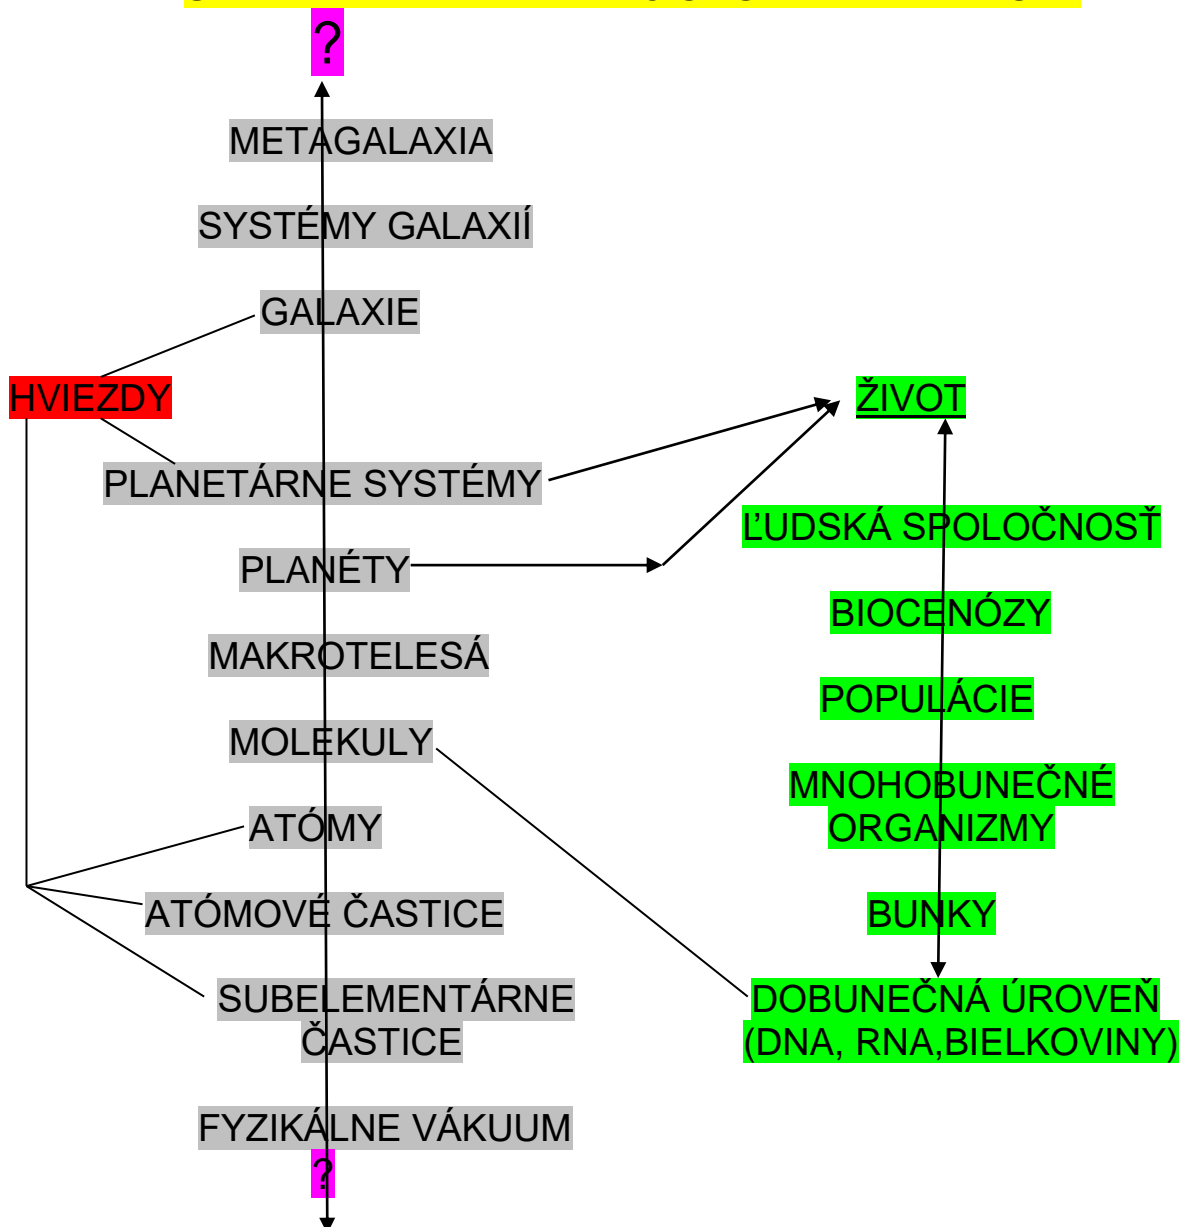 ?
METAGALAXIA
SYSTÉMY GALAXIÍ
GALAXIE
HVIEZDY
ŽIVOT
PLANETÁRNE SYSTÉMY
ĽUDSKÁ SPOLOČNOSŤ
PLANÉTY
BIOCENÓZY
MAKROTELESÁ
POPULÁCIE
MOLEKULY
MNOHOBUNEČNÉ
ORGANIZMY
ATÓMY
ATÓMOVÉ ČASTICE
BUNKY
SUBELEMENTÁRNE
ČASTICE
DOBUNEČNÁ ÚROVEŇ
(DNA, RNA,BIELKOVINY)
FYZIKÁLNE VÁKUUM
?